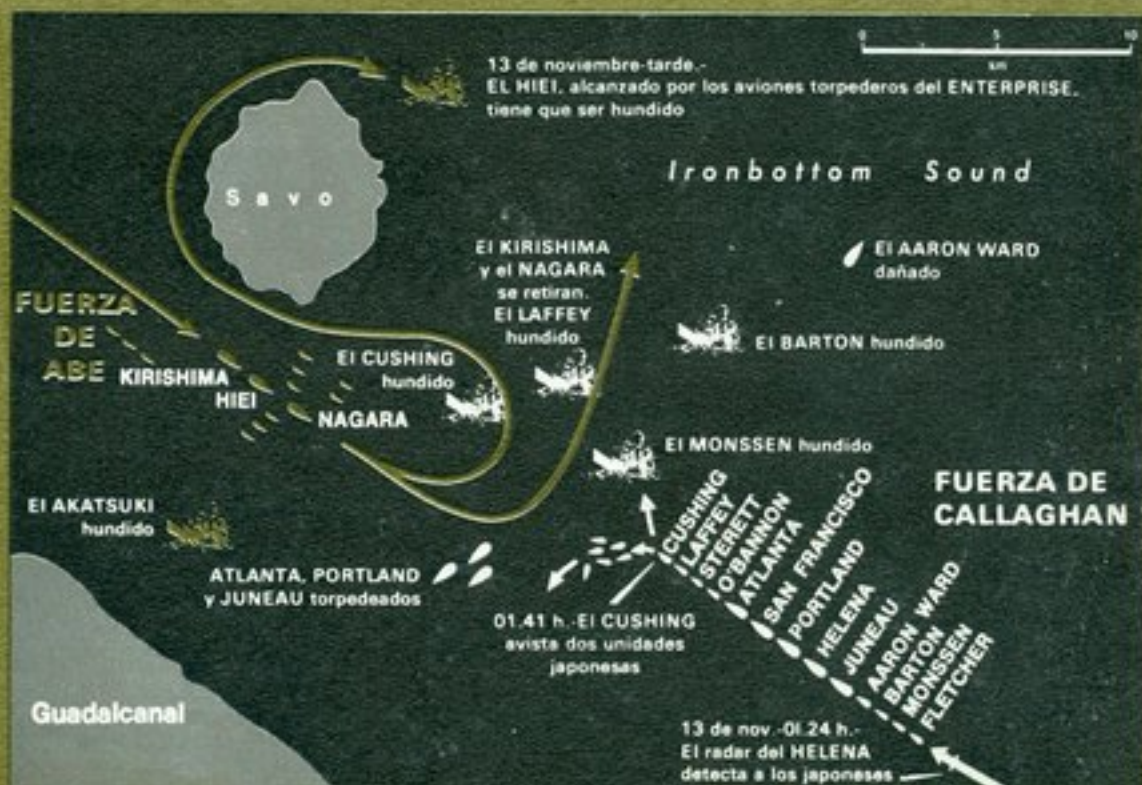 0 5 10
km
13 de noviembre-tarde.-
EL HIEI, alcanzado por los aviones torpederos del ENTERPRISE,
tiene que ser hundido
Ironbottom Sound
Savo
El KIRISHIMA
y el NAGARA
se retiran.
El LAFFEY
hundido
El AARON WARD
dañado
FUERZA
DE
ABE
KIRISHIMA
HIEI
NAGARA
El CUSHING
hundido
El BARTON hundido
El MONSSEN hundido
El AKATSUKI
hundido
ATLANTA, PORTLAND
y JUNEAU torpedeados
01.41 h.-El CUSHING
avista dos unidades
japonesas
CUSHING
LAFFEY
STERETT
O'BANNON
ATLANTA
SAN FRANCISCO
PORTLAND
HELENA
JUNEAU
AARON WARD
BARTON
MONSSEN
FLETCHER
FUERZA DE
CALLAGHAN
Guadalcanal
13 de nov.-01.24 h.-
El radar del HELENA
detecta a los japoneses